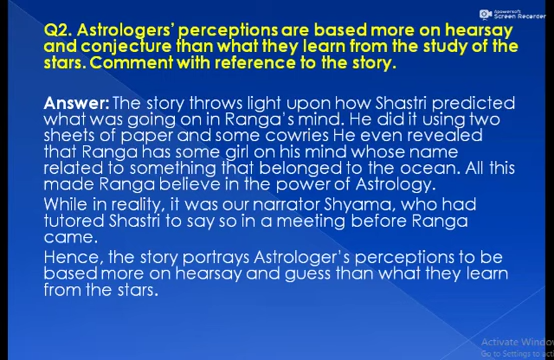 Apowersoft
Screen Recorder
Q2. Astrologers' perceptions are based more on hearsay
and conjecture than what they learn from the study of the
stars. Comment with reference to the story.
Answer: The story throws light upon how Shastri predicted
what was going on in Ranga's mind. He did it using two
sheets of paper and some cowries He even revealed
that Ranga has some girl on his mind whose name
related to something that belonged to the ocean. All this
made Ranga believe in the power of Astrology.
While in reality, it was our narrator Shyama, who had
tutored Shastri to say so in a meeting before Ranga
came.
Hence, the story portrays Astrologer's perceptions to be
based more on hearsay and guess than what they learn
from the stars.
Activate Windo
Go to Settings to a